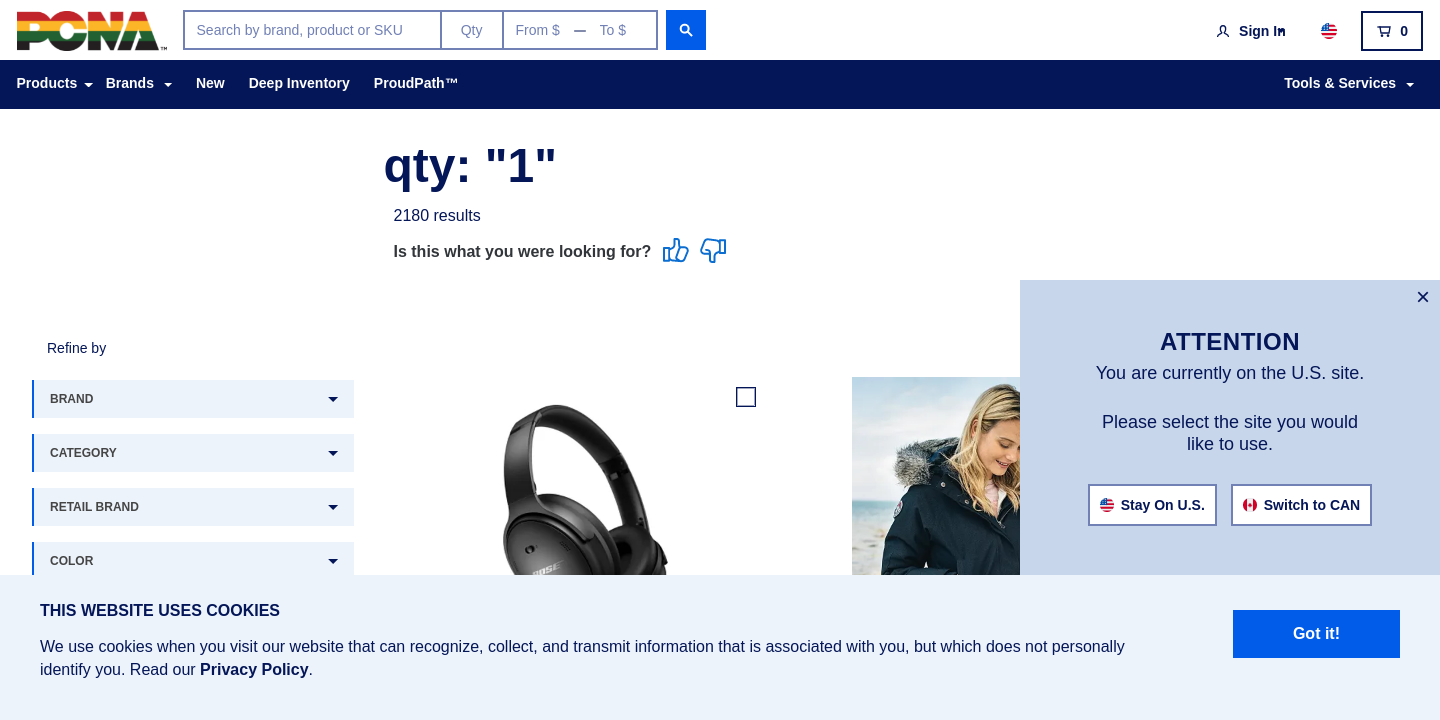 PCNA™
Search by brand, product or SKU
Qty
From $ — To $
Sign In
0
Products Brands New Deep Inventory ProudPath™ Tools & Services
qty: "1"
2180 results
Is this what you were looking for?
×
ATTENTION
You are currently on the U.S. site.
Please select the site you would
like to use.
Stay On U.S. Switch to CAN
Refine by
BRAND
CATEGORY
RETAIL BRAND
COLOR
BOSE
THIS WEBSITE USES COOKIES
We use cookies when you visit our website that can recognize, collect, and transmit information that is associated with you, but which does not personally
identify you. Read our Privacy Policy.
Got it!